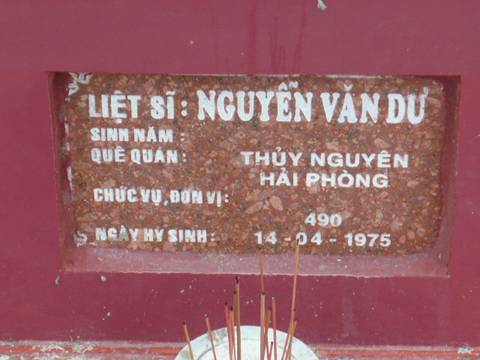 LIỆT SĨ: NGUYỄN VĂN DƯ
SINH NĂM :
QUÊ QUÁN : THỦY NGUYÊN
HẢI PHÒNG
CHỨC VỤ, ĐƠN VỊ :
490
NGÀY HY SINH : 14 - 04 - 1975